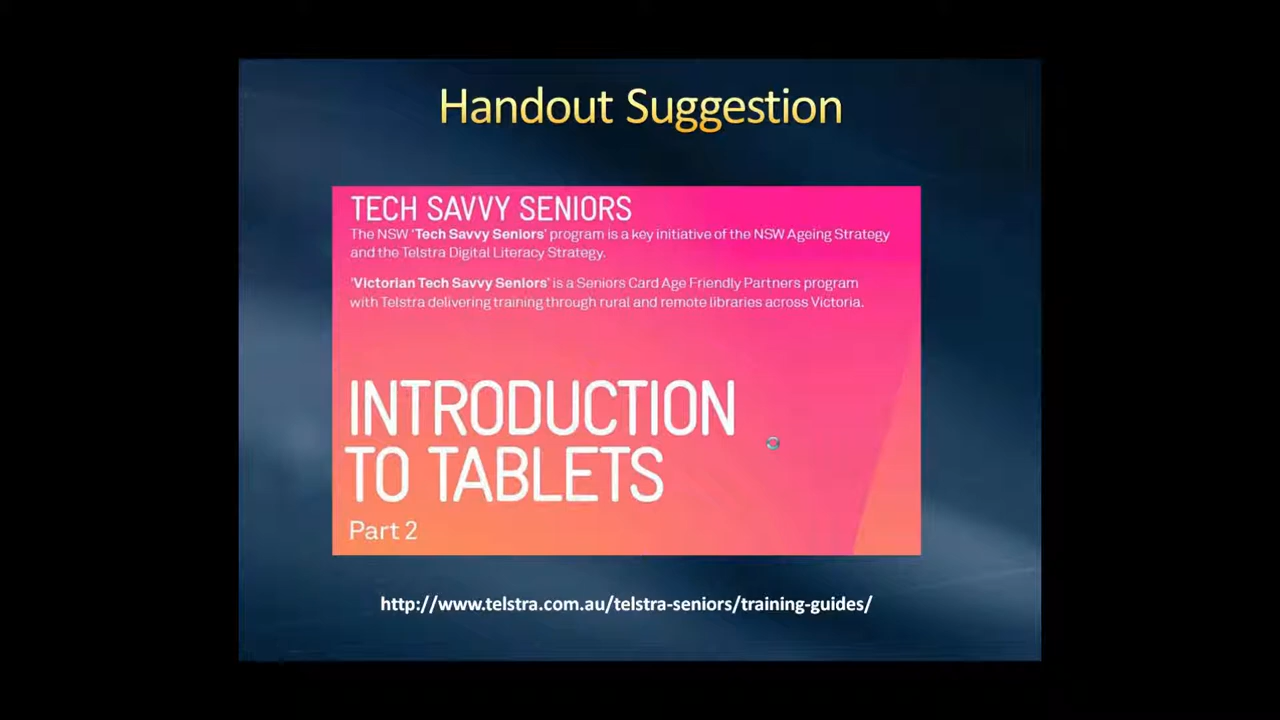 Handout Suggestion
TECH SAVVY SENIORS
The NSW 'Tech Savvy Seniors' program is a key initiative of the NSW Ageing Strategy
and the Telstra Digital Literacy Strategy.
'Victorian Tech Savvy Seniors' is a Seniors Card Age Friendly Partners program
with Telstra delivering training through rural and remote libraries across Victoria.
INTRODUCTION
TO TABLETS
Part 2
http://www.telstra.com.au/telstra-seniors/training-guides/